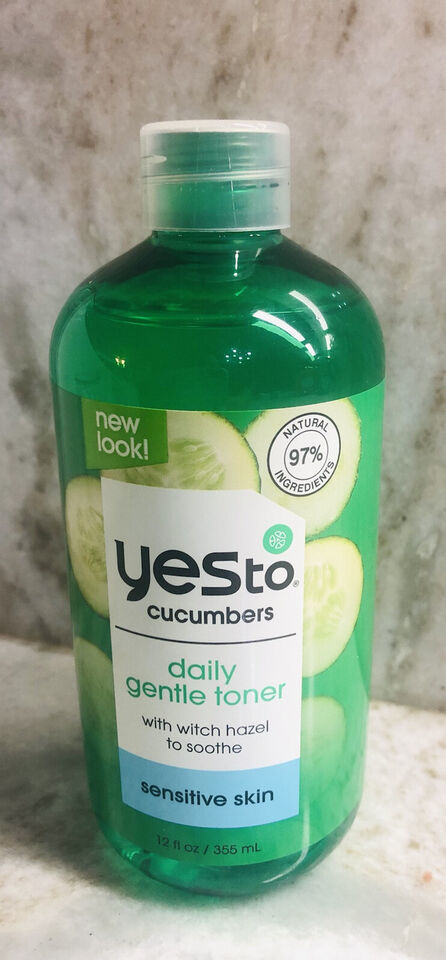 new
look!
NATURAL
97%
INGREDIENTS
yesto®
cucumbers
daily
gentle toner
with witch hazel
to soothe
sensitive skin
12 fl oz / 355 mL